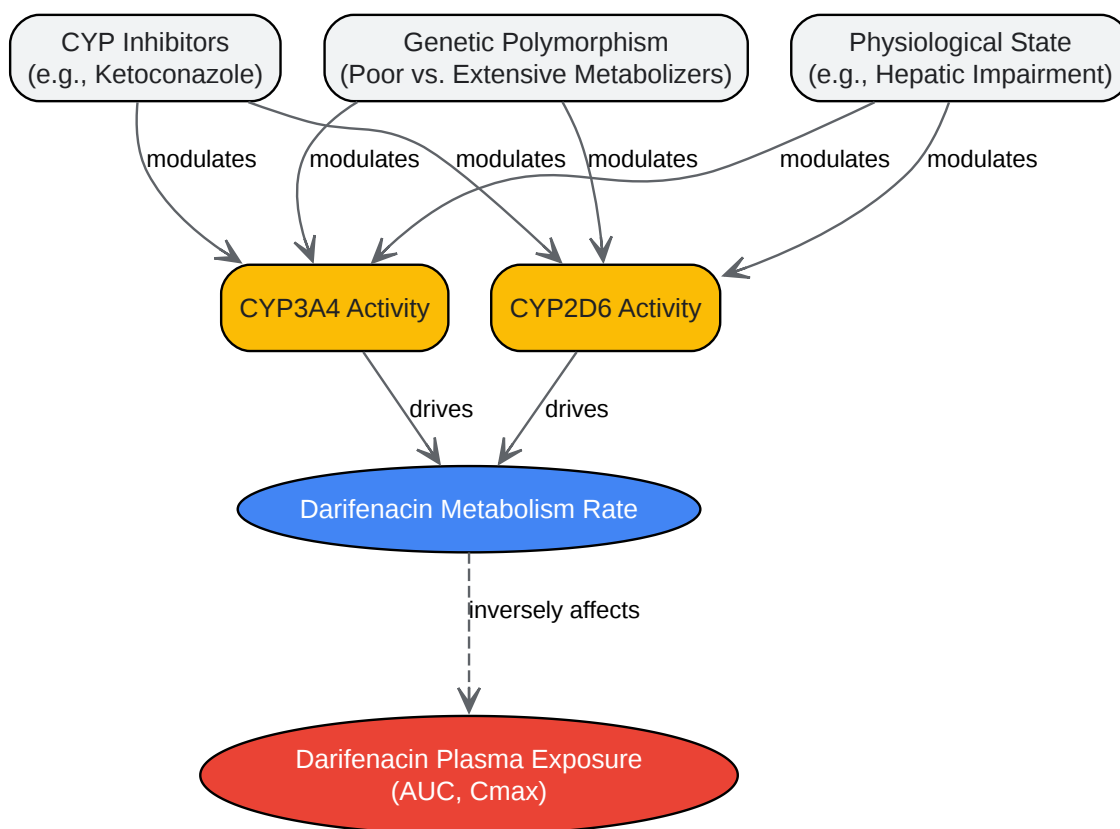 CYP Inhibitors
(e.g., Ketoconazole)
Genetic Polymorphism
(Poor vs. Extensive Metabolizers)
Physiological State
(e.g., Hepatic Impairment)
modulates
modulates
modulates
modulates
modulates
modulates
CYP3A4 Activity
CYP2D6 Activity
drives
drives
Darifenacin Metabolism Rate
inversely affects
Darifenacin Plasma Exposure
(AUC, Cmax)